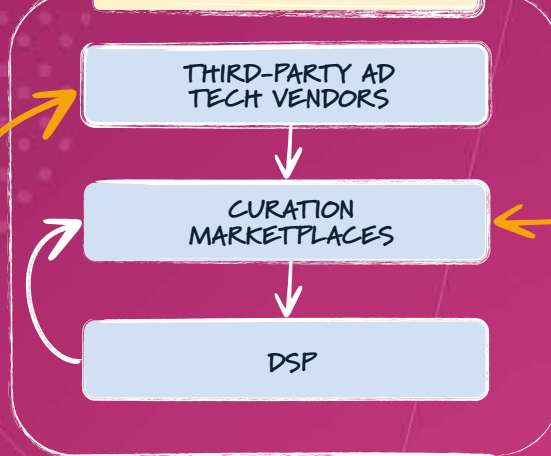 THIRD-PARTY AD
TECH VENDORS
CURATION
MARKETPLACES
DSP